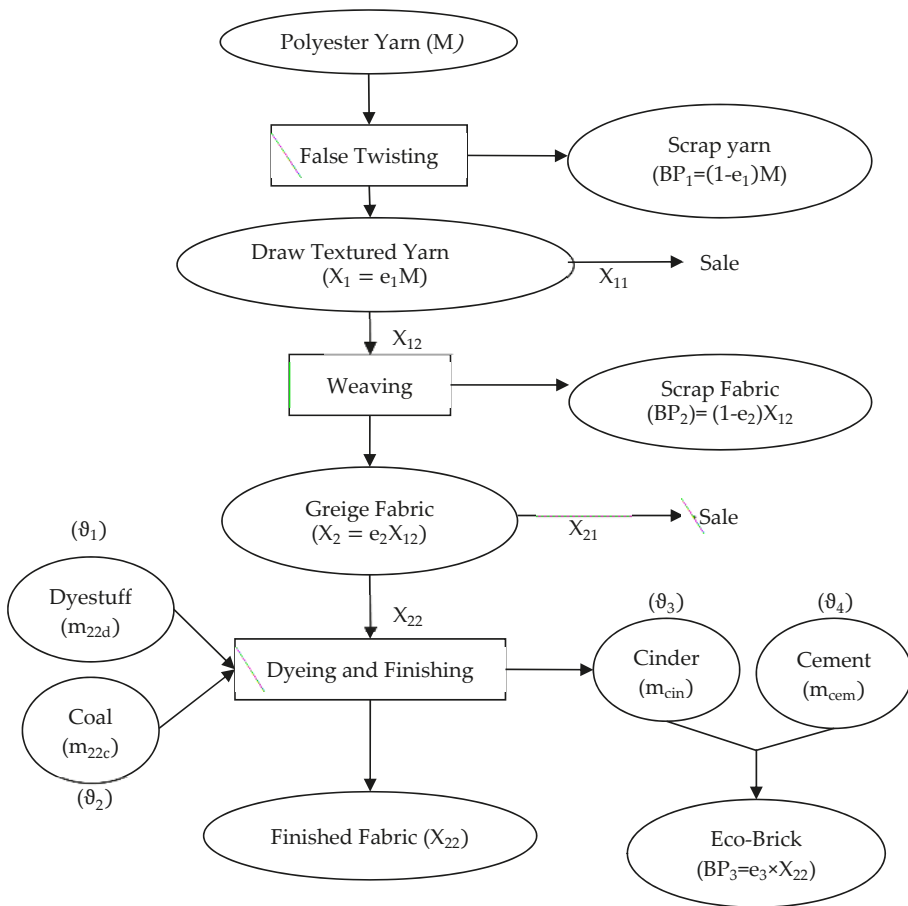 Polyester Yarn (M)
False Twisting
Scrap yarn
(BP₁=(1-e₁)M)
Draw Textured Yarn
(X₁ = e₁M)
X₁₁
Sale
X₁₂
Weaving
Scrap Fabric
(BP₂)= (1-e₂)X₁₂
Greige Fabric
(X₂ = e₂X₁₂)
X₂₁
Sale
(ϑ₁)
Dyestuff
(m₂₂d)
X₂₂
(ϑ₃)
(ϑ₄)
Dyeing and Finishing
Cinder
(m_cin)
Cement
(m_cem)
Coal
(m₂₂c)
(ϑ₂)
Finished Fabric (X₂₂)
Eco-Brick
(BP₃=e₃×X₂₂)